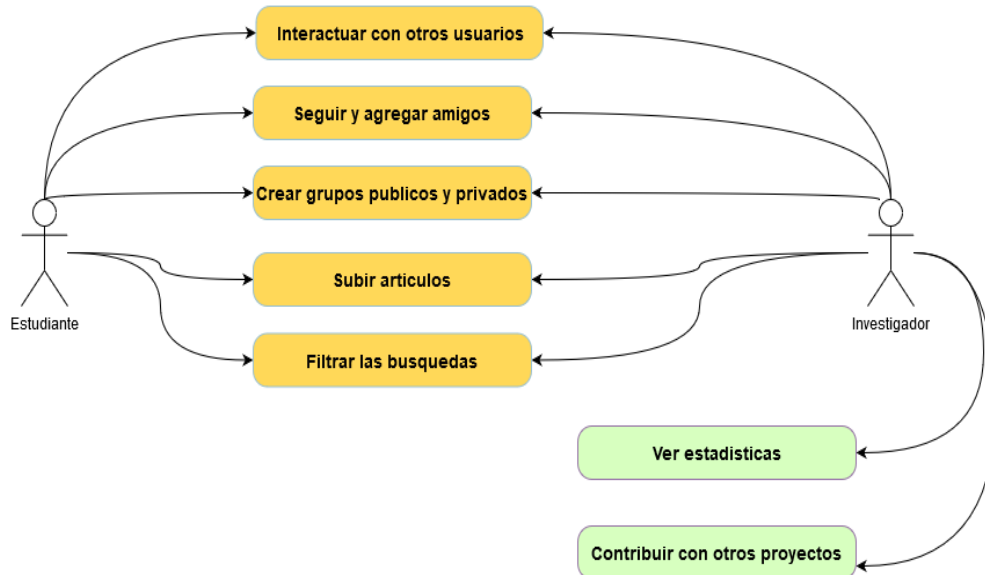 Interactuar con otros usuarios
Seguir y agregar amigos
Crear grupos publicos y privados
Subir articulos
Estudiante
Investigador
Filtrar las busquedas
Ver estadisticas
Contribuir con otros proyectos